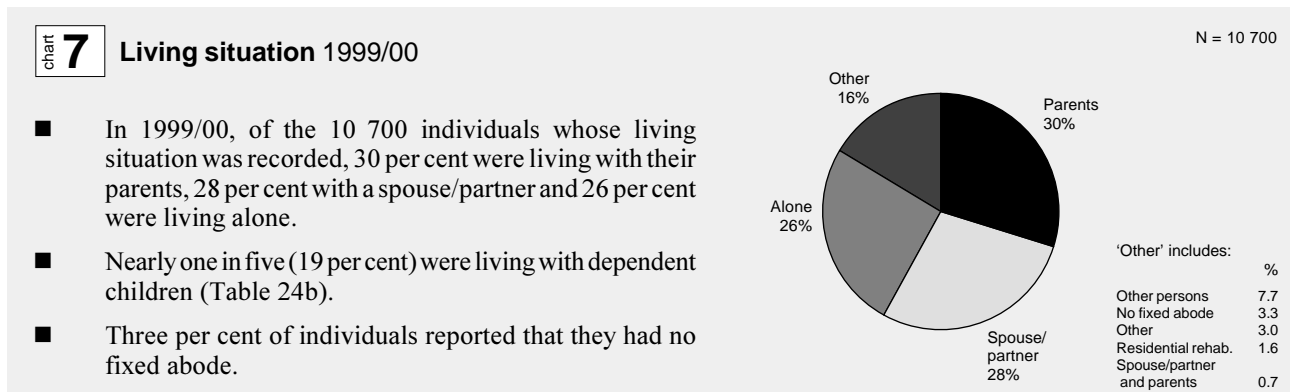 chart 7 Living situation 1999/00
■ In 1999/00, of the 10 700 individuals whose living
situation was recorded, 30 per cent were living with their
parents, 28 per cent with a spouse/partner and 26 per cent
were living alone.
■ Nearly one in five (19 per cent) were living with dependent
children (Table 24b).
■ Three per cent of individuals reported that they had no
fixed abode.
N = 10 700
Other
16%
Parents
30%
Alone
26%
Spouse/
partner
28%
‘Other’ includes:
%
Other persons 7.7
No fixed abode 3.3
Other 3.0
Residential rehab. 1.6
Spouse/partner
and parents 0.7